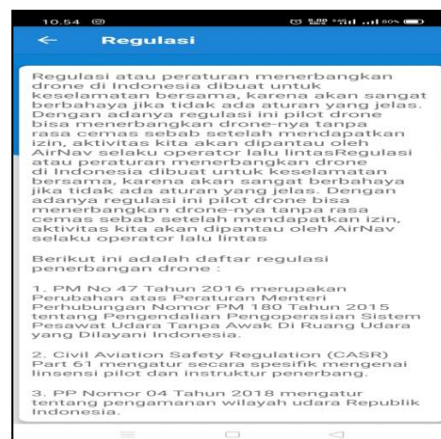 10.54
80%
Regulasi
Regulasi atau peraturan menerbangkan
drone di Indonesia dibuat untuk
keselamatan bersama, karena akan sangat
berbahaya jika tidak ada aturan yang jelas.
Dengan adanya regulasi ini pilot drone
bisa menerbangkan drone-nya tanpa
rasa cemas sebab setelah mendapatkan
izin, aktivitas kita akan dipantau oleh
AirNav selaku operator lalu lintasRegulasi
atau peraturan menerbangkan drone
di Indonesia dibuat untuk keselamatan
bersama, karena akan sangat berbahaya
jika tidak ada aturan yang jelas. Dengan
adanya regulasi ini pilot drone bisa
menerbangkan drone-nya tanpa rasa
cemas sebab setelah mendapatkan izin,
aktivitas kita akan dipantau oleh AirNav
selaku operator lalu lintas
Berikut ini adalah daftar regulasi
penerbangan drone :
1. PM No 47 Tahun 2016 merupakan
Perubahan atas Peraturan Menteri
Perhubungan Nomor PM 180 Tahun 2015
tentang Pengendalian Pengoperasian Sistem
Pesawat Udara Tanpa Awak Di Ruang Udara
yang Dilayani Indonesia.
2. Civil Aviation Safety Regulation (CASR)
Part 61 mengatur secara spesifik mengenai
linsensi pilot dan instruktur penerbang.
3. PP Nomor 04 Tahun 2018 mengatur
tentang pengamanan wilayah udara Republik
Indonesia.